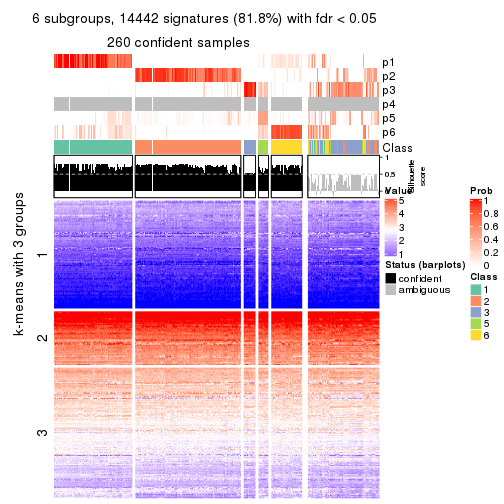 6 subgroups, 14442 signatures (81.8%) with fdr < 0.05
260 confident samples
p1
p2
p3
p4
p5
p6
Class
1
0.5
0
Silhouette
score
k-means with 3 groups
1
2
3
Value
5
4
3
2
1
Status (barplots)
confident
ambiguous
Prob
1
0.8
0.6
0.4
0.2
0
Class
1
2
3
5
6